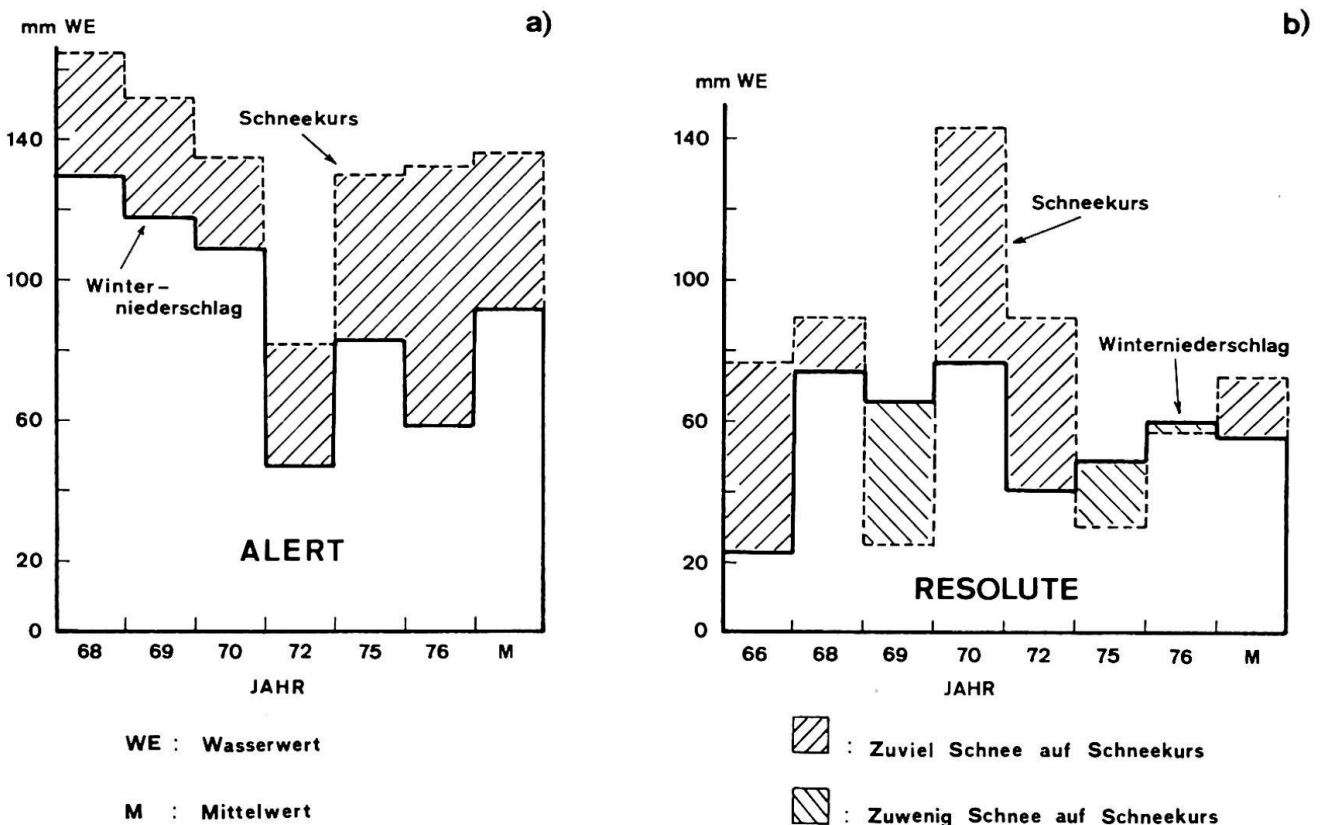 a)
mm WE
140
100
60
20
0
Schneekurs
Winter-
niederschlag
ALERT
68 69 70 72 75 76 M
JAHR
WE : Wasserwert
M : Mittelwert
b)
mm WE
140
100
60
20
0
Schneekurs
Winterniederschlag
RESOLUTE
66 68 69 70 72 75 76 M
JAHR
: Zuviel Schnee auf Schneekurs
: Zuwenig Schnee auf Schneekurs